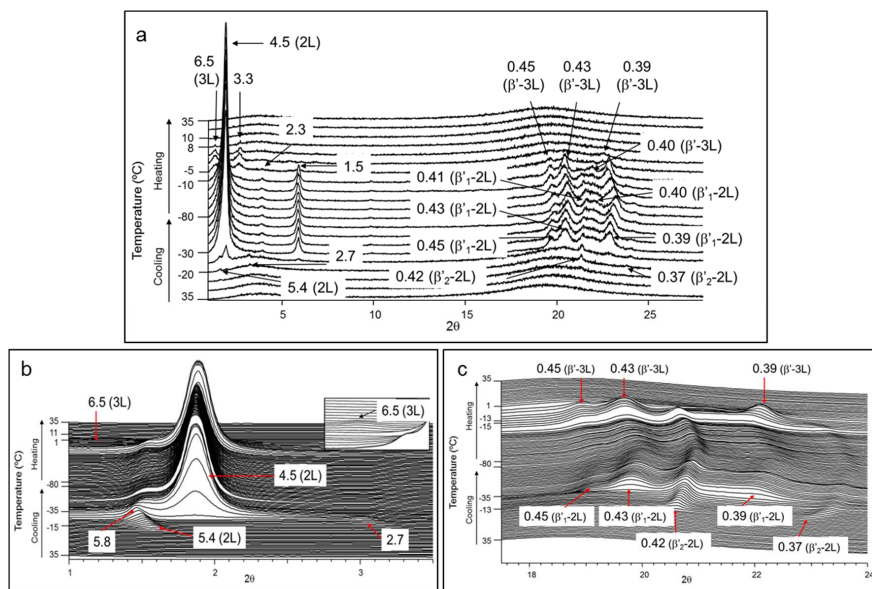 a
4.5 (2L)
6.5
(3L)
3.3
0.45
(β'-3L)
0.43
(β'-3L)
0.39
(β'-3L)
2.3
1.5
0.40 (β'-3L)
0.41 (β'₁-2L)
0.40 (β'₁-2L)
0.43 (β'₁-2L)
0.45 (β'₁-2L)
0.39 (β'₁-2L)
2.7
0.42 (β'₂-2L)
0.37 (β'₂-2L)
5.4 (2L)
Temperature (ºC)
Heating
Cooling
35
10
8
-5
-10
-80
-30
-20
35
5
10
15
20
25
2θ
b
6.5 (3L)
6.5 (3L)
4.5 (2L)
5.8
5.4 (2L)
2.7
Temperature (ºC)
Heating
Cooling
35
11
1
-80
-35
-15
35
1
2
3
2θ
c
0.45 (β'-3L)
0.43 (β'-3L)
0.39 (β'-3L)
0.45 (β'₁-2L)
0.43 (β'₁-2L)
0.39 (β'₁-2L)
0.42 (β'₂-2L)
0.37 (β'₂-2L)
Temperature (ºC)
Heating
Cooling
35
1
-13
-15
-80
-35
-13
35
18
20
22
24
2θ